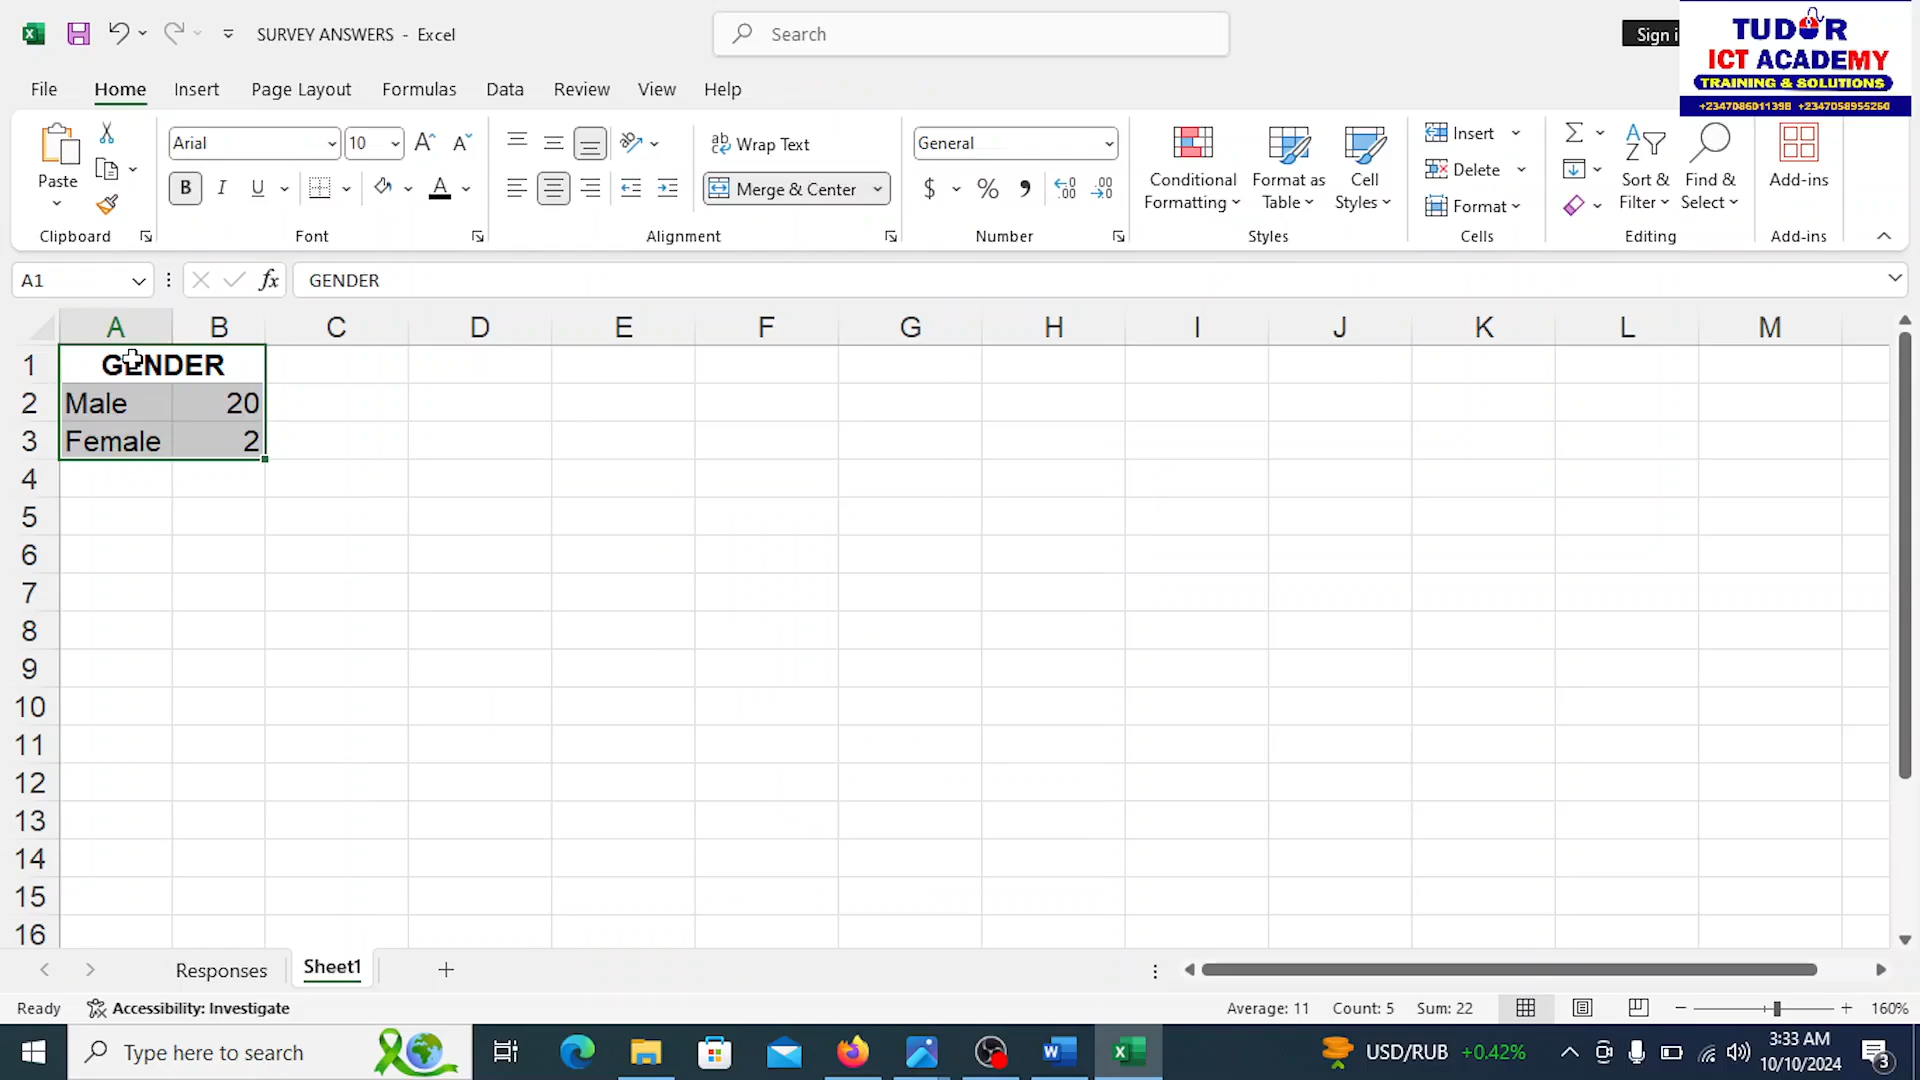 SURVEY ANSWERS - Excel
Search
Sign i
TUDOR
ICT ACADEMY
TRAINING & SOLUTIONS
+2347086011398 +2347058955260
File Home Insert Page Layout Formulas Data Review View Help
Paste
Arial
10
B I U
ab Wrap Text
Merge & Center
General
$ % ,
Conditional Formatting
Format as Table
Cell Styles
Insert
Delete
Format
Sort & Filter
Find & Select
Add-ins
Clipboard Font Alignment Number Styles Cells Editing Add-ins
A1
fx
GENDER
A B C D E F G H I J K L M
1 GENDER
2 Male 20
3 Female 2
4
5
6
7
8
9
10
11
12
13
14
15
16
Responses Sheet1
Ready Accessibility: Investigate Average: 11 Count: 5 Sum: 22 160%
Type here to search
USD/RUB +0.42%
3:33 AM
10/10/2024
3